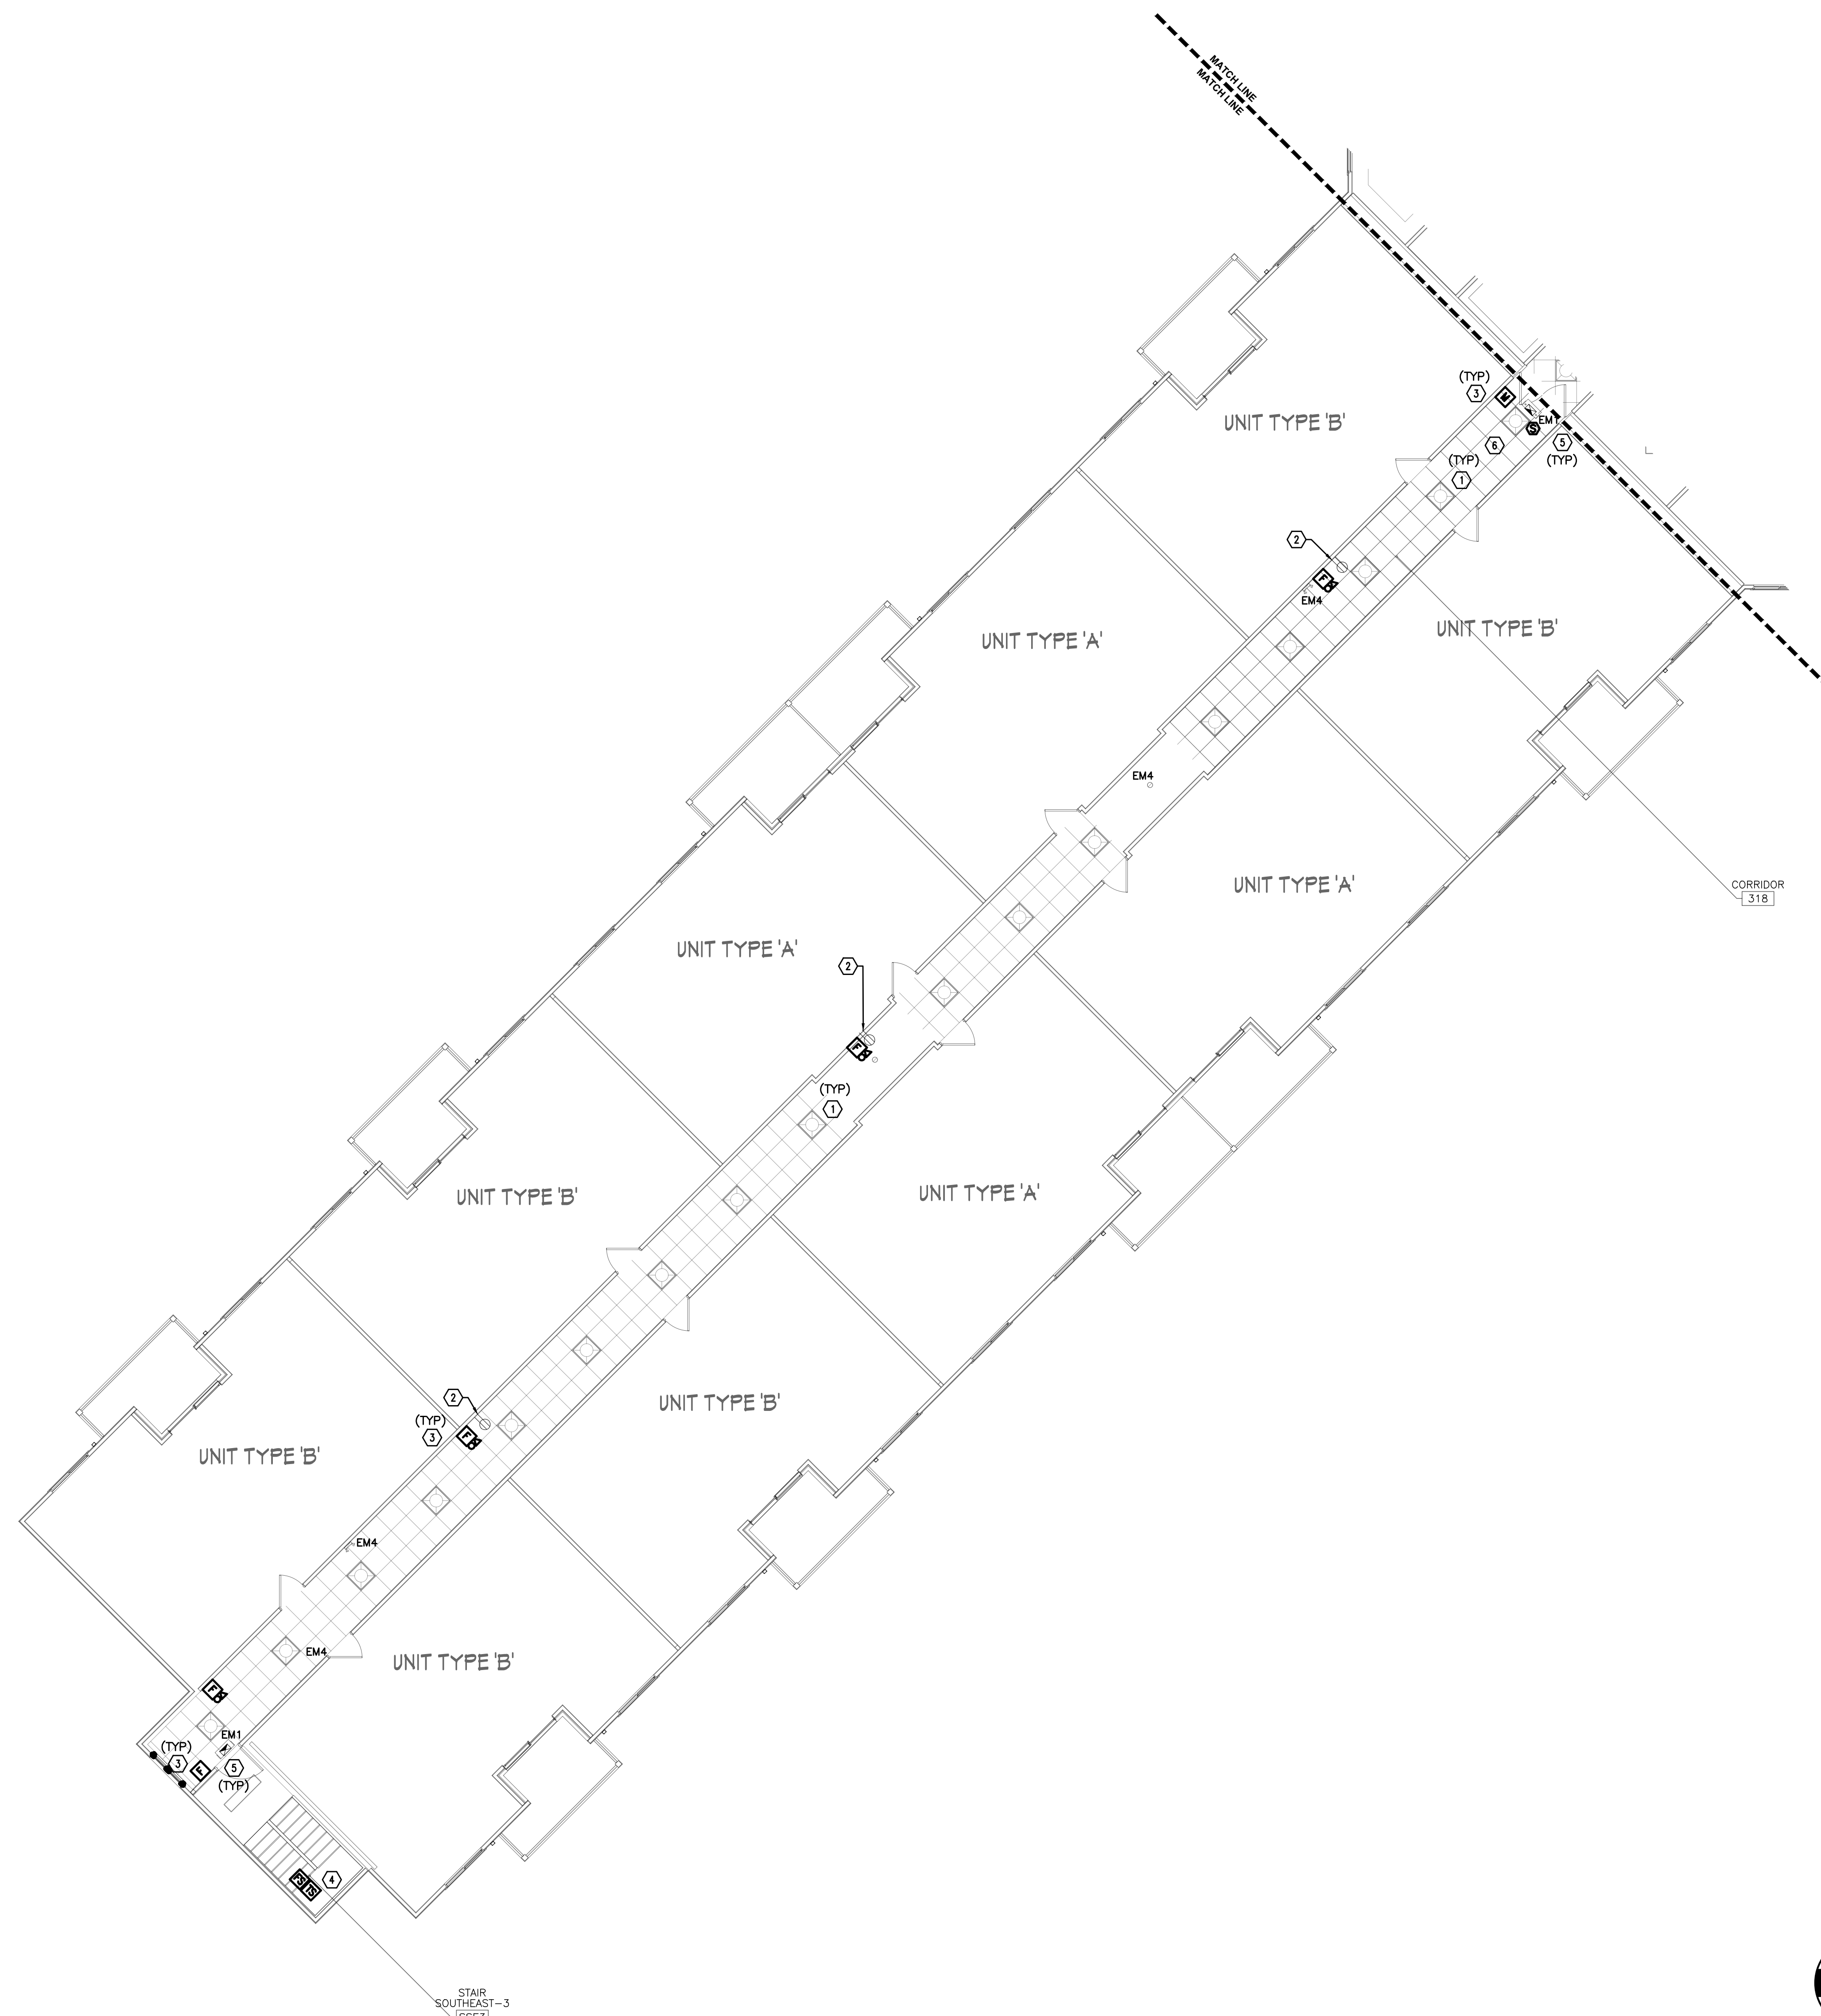 MATCH LINE
MATCH LINE
(TYP)
3
M
EM1
S
UNIT TYPE 'B'
6
5
(TYP)
(TYP)
1
2
F
EM4
UNIT TYPE 'B'
UNIT TYPE 'A'
EM4
UNIT TYPE 'A'
CORRIDOR
318
UNIT TYPE 'A'
2
F
(TYP)
1
UNIT TYPE 'B'
UNIT TYPE 'A'
2
(TYP)
3
F
UNIT TYPE 'B'
UNIT TYPE 'B'
EM4
EM4
UNIT TYPE 'B'
F
EM1
(TYP)
3
F
5
(TYP)
FS
TS
4
STAIR
SOUTHEAST-3